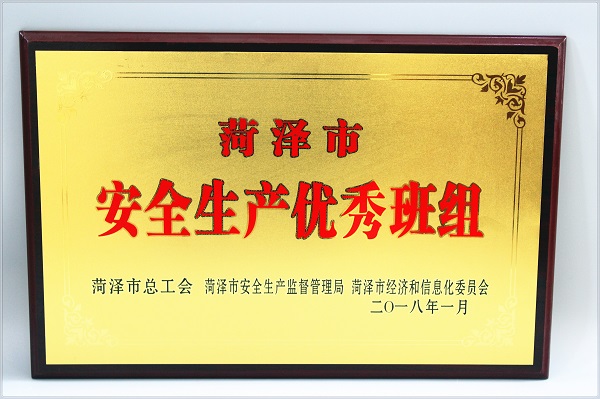 菏泽市
安全生产优秀班组
菏泽市总工会 菏泽市安全生产监督管理局 菏泽市经济和信息化委员会
二〇一八年一月